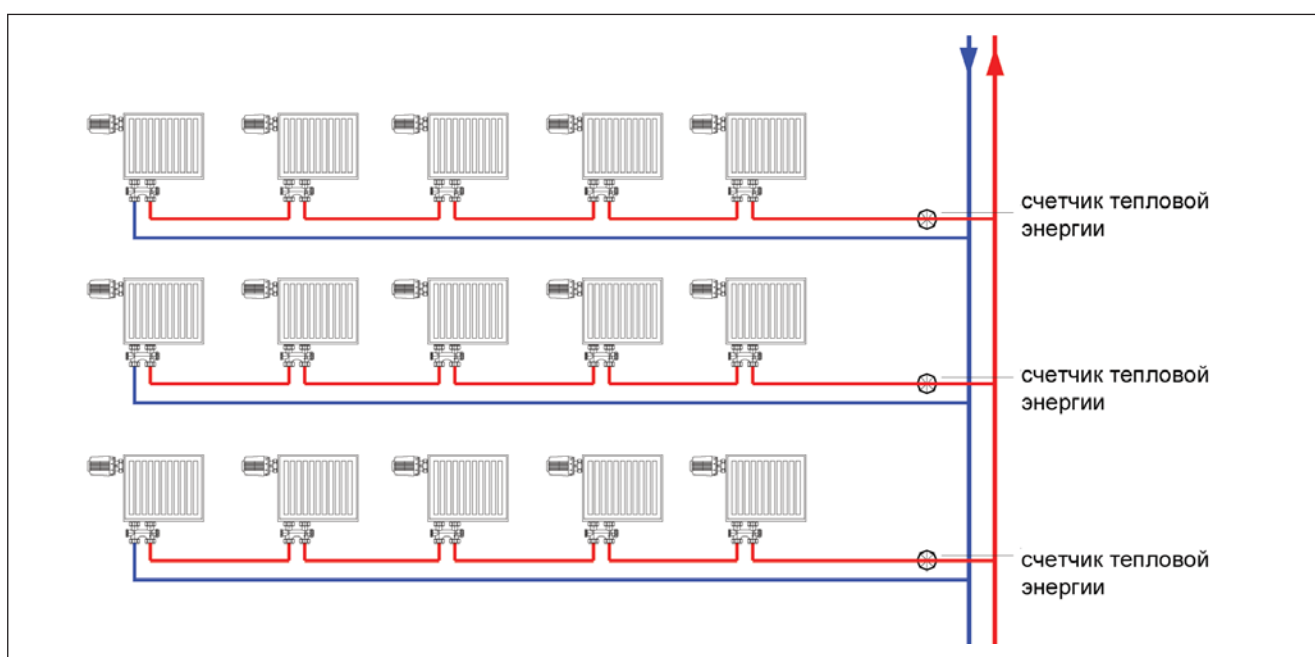 счетчик тепловой
энергии
счетчик тепловой
энергии
счетчик тепловой
энергии